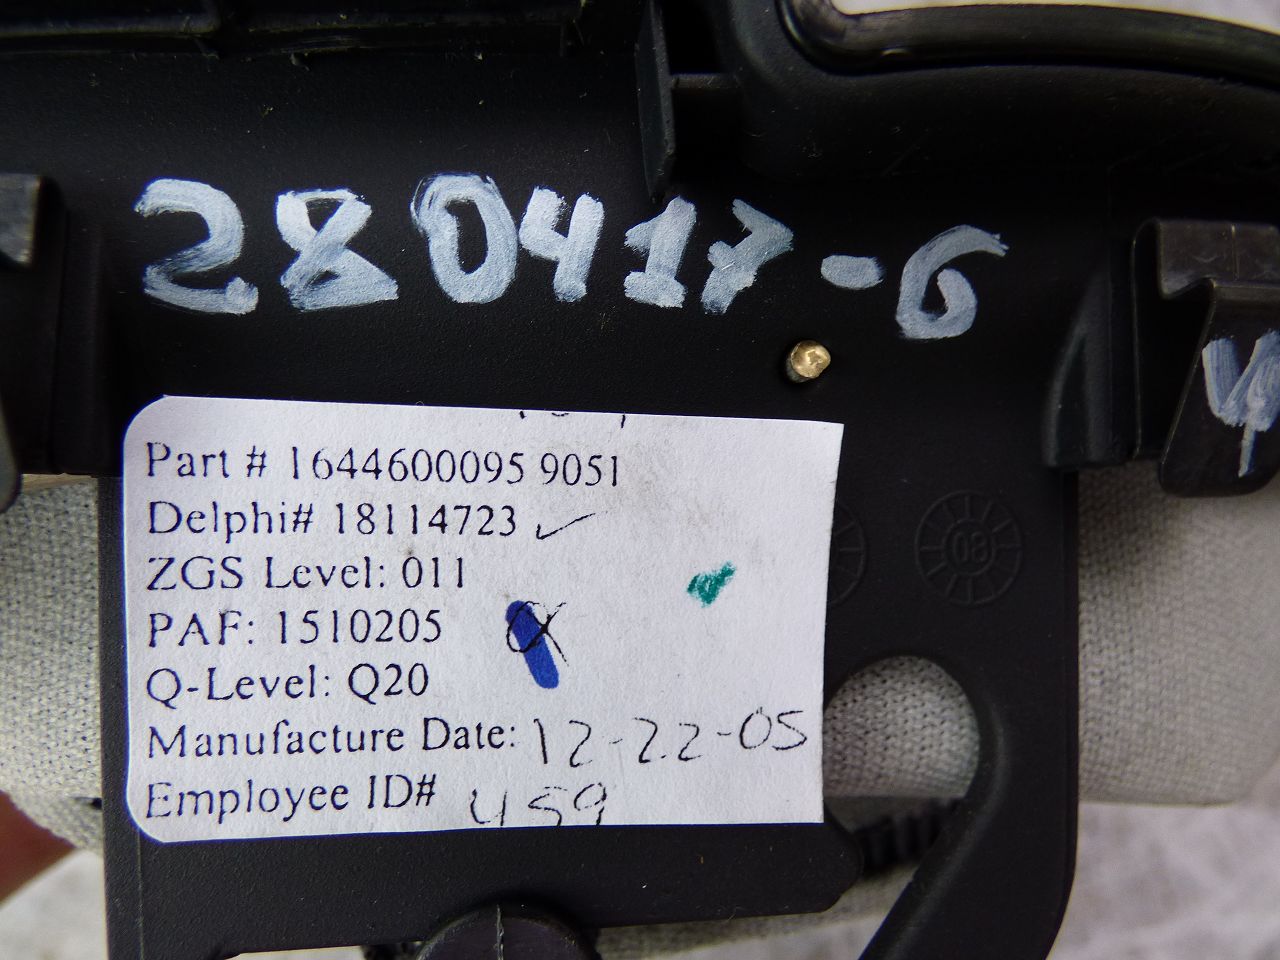 280417-6
Part # 1644600095 9051
Delphi# 18114723
ZGS Level: 011
PAF: 1510205
Q-Level: Q20
Manufacture Date: 12-22-05
Employee ID# 459
08